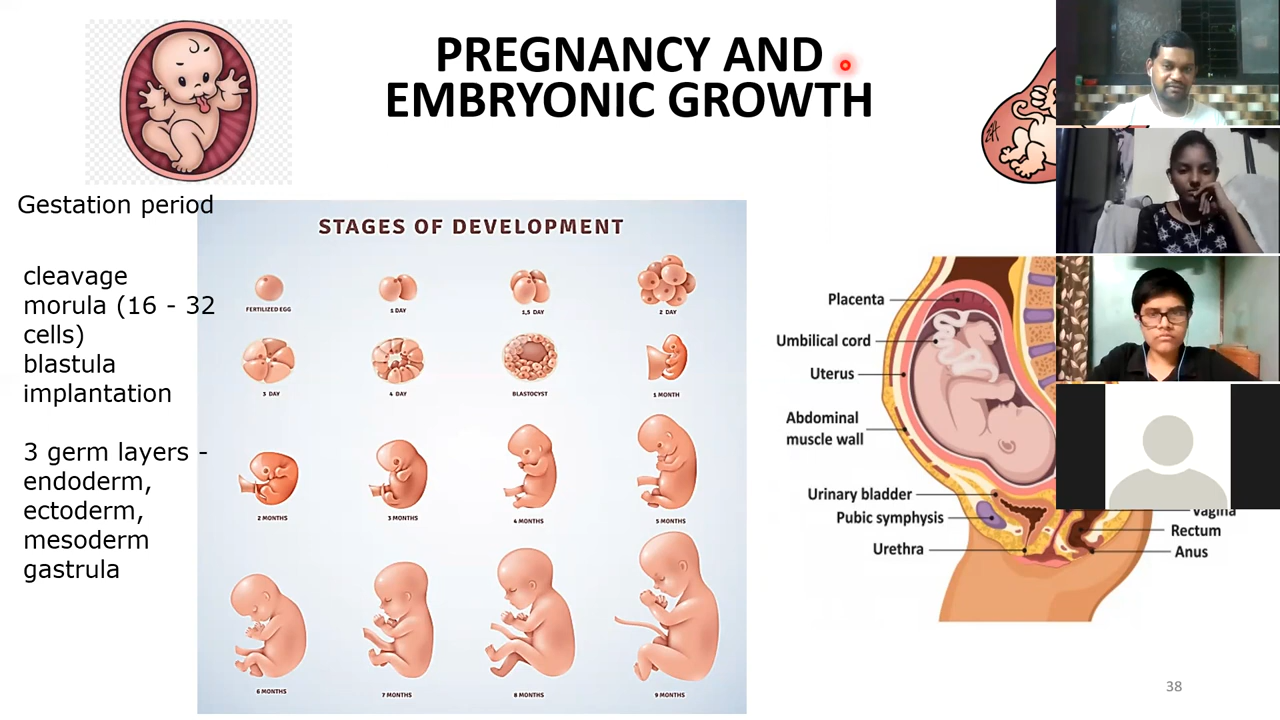 PREGNANCY AND
EMBRYONIC GROWTH
Gestation period
cleavage
morula (16 - 32
cells)
blastula
implantation
3 germ layers -
endoderm,
ectoderm,
mesoderm
gastrula
STAGES OF DEVELOPMENT
FERTILIZED EGG
1 DAY
1,5 DAY
2 DAY
3 DAY
4 DAY
BLASTOCYST
1 MONTH
2 MONTHS
3 MONTHS
4 MONTHS
5 MONTHS
6 MONTHS
7 MONTHS
8 MONTHS
9 MONTHS
Placenta
Umbilical cord
Uterus
Abdominal
muscle wall
Urinary bladder
Pubic symphysis
Urethra
Vagina
Rectum
Anus
38